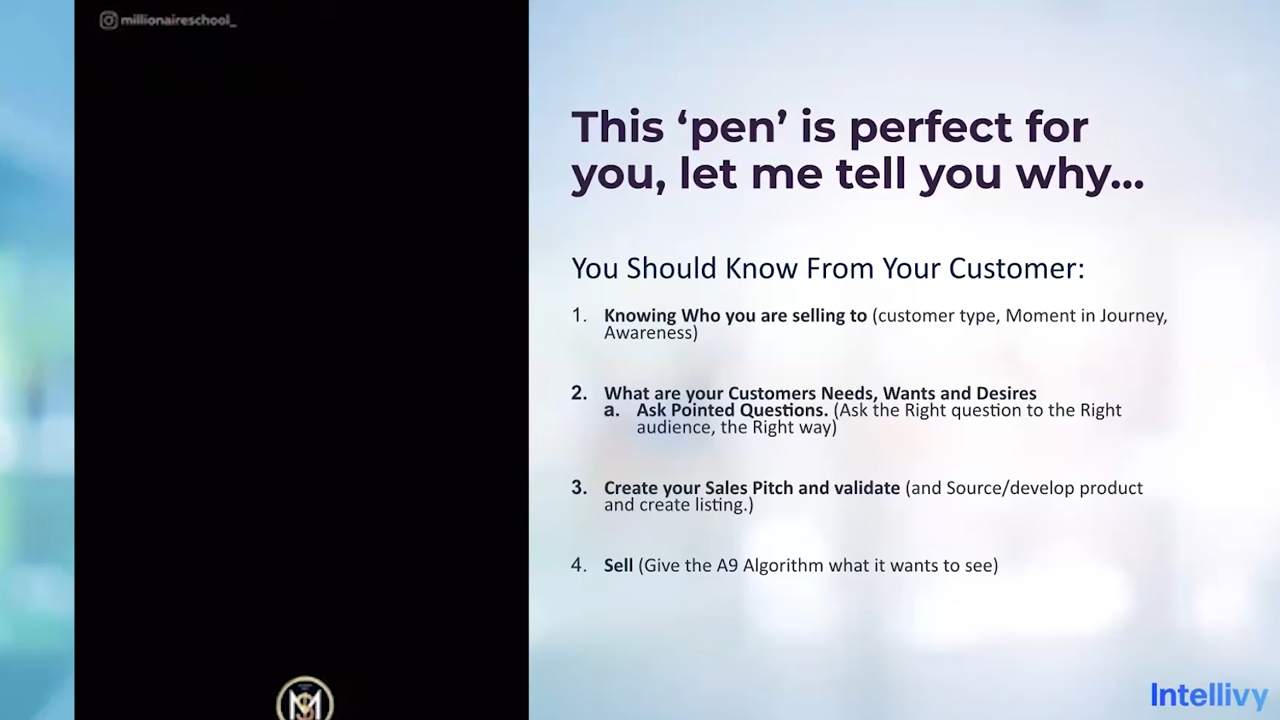 millionaireschool_
This ‘pen’ is perfect for
you, let me tell you why...
You Should Know From Your Customer:
1. Knowing Who you are selling to (customer type, Moment in Journey,
Awareness)
2. What are your Customers Needs, Wants and Desires
a. Ask Pointed Questions. (Ask the Right question to the Right
audience, the Right way)
3. Create your Sales Pitch and validate (and Source/develop product
and create listing.)
4. Sell (Give the A9 Algorithm what it wants to see)
Intellivy